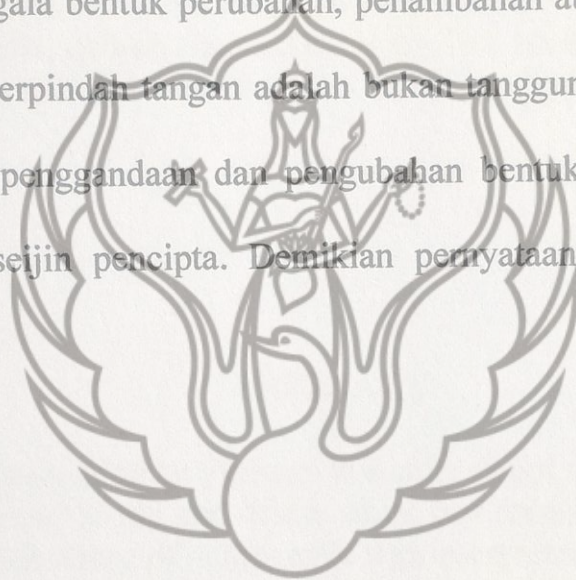 gala bentuk perubahan, penambahan
erpindah tangan adalah bukan tanggun
penggandaan dan pengubahan bentuk
seijin pencipta. Demikian pernyataan